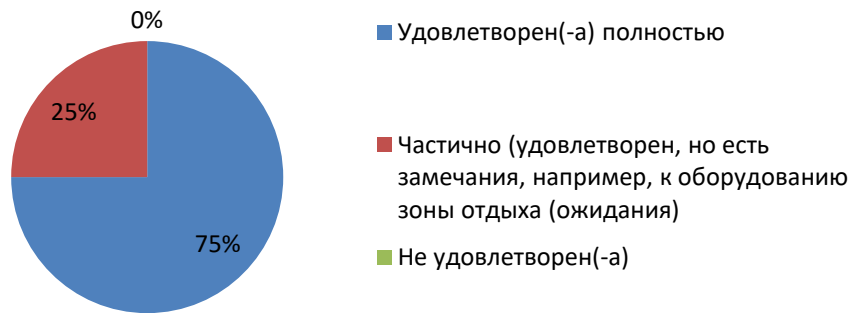 0%
25%
75%
Удовлетворен(-а) полностью
Частично (удовлетворен, но есть
замечания, например, к оборудованию
зоны отдыха (ожидания)
Не удовлетворен(-а)